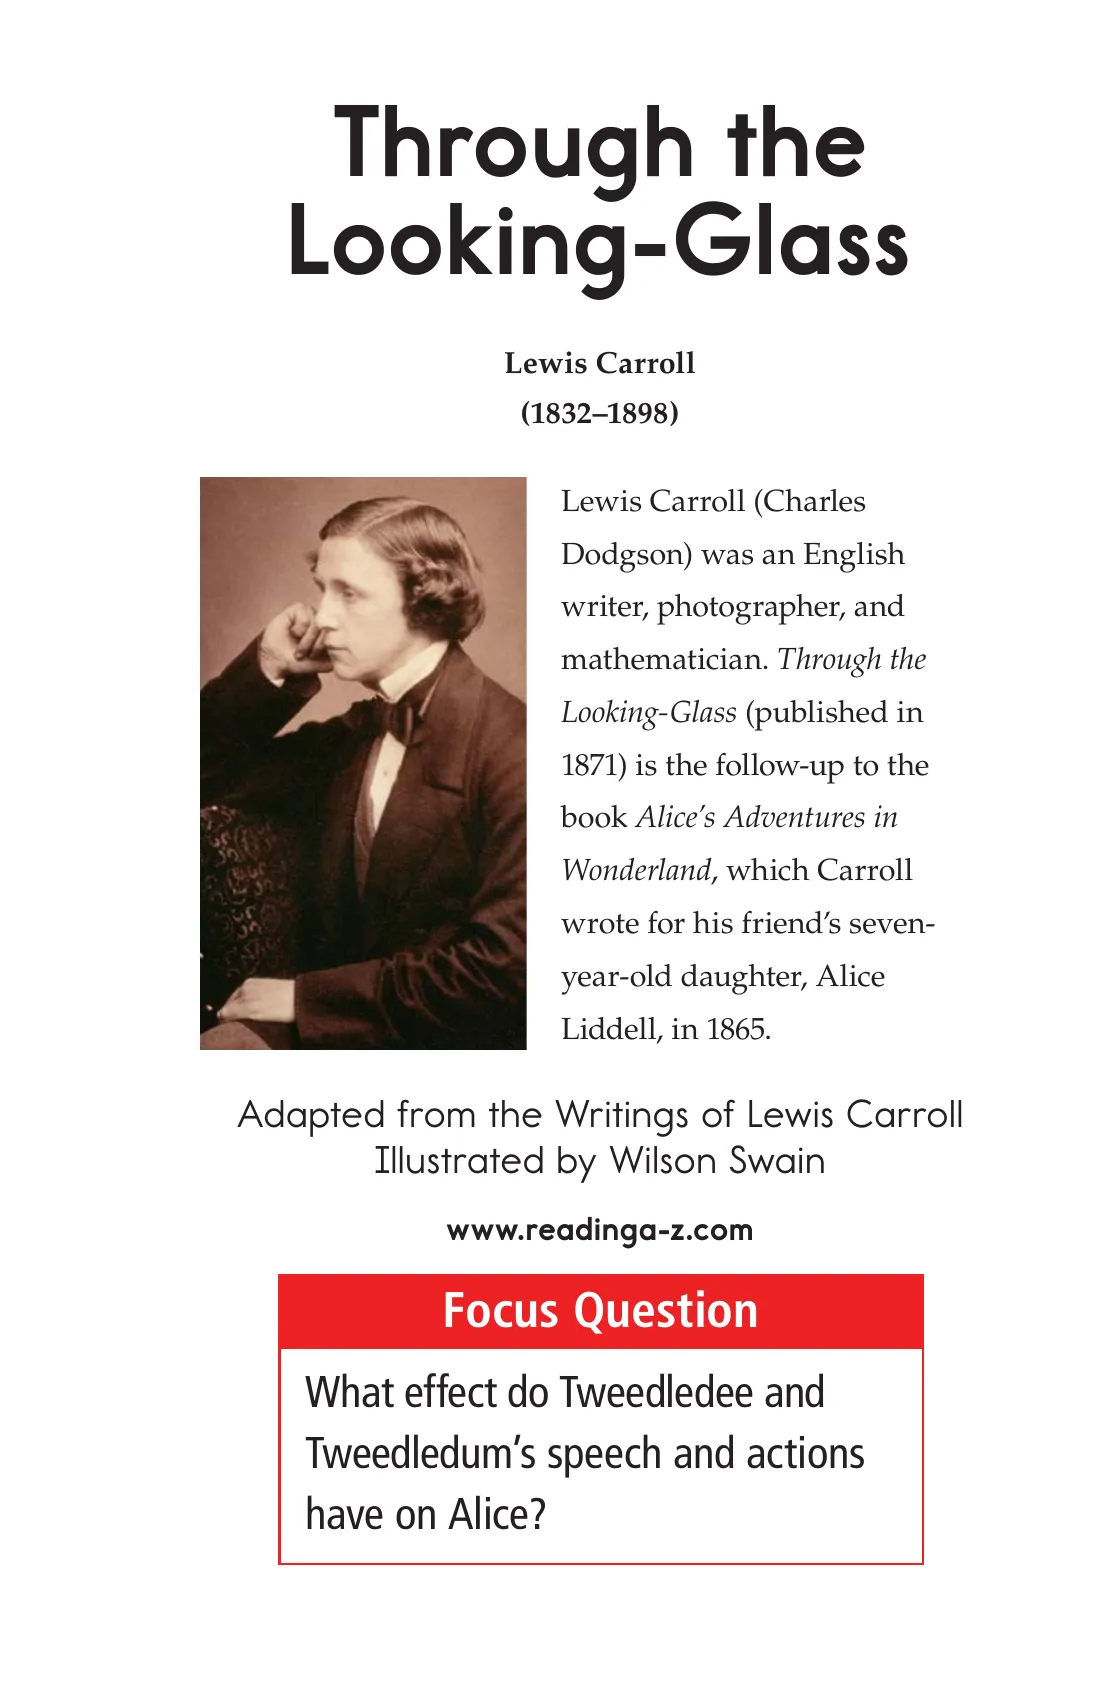 Through the
Looking-Glass
Lewis Carroll
(1832–1898)
Lewis Carroll (Charles
Dodgson) was an English
writer, photographer, and
mathematician. Through the
Looking-Glass (published in
1871) is the follow-up to the
book Alice’s Adventures in
Wonderland, which Carroll
wrote for his friend’s seven-
year-old daughter, Alice
Liddell, in 1865.
Adapted from the Writings of Lewis Carroll
Illustrated by Wilson Swain
www.readinga-z.com
Focus Question
What effect do Tweedledee and
Tweedledum’s speech and actions
have on Alice?